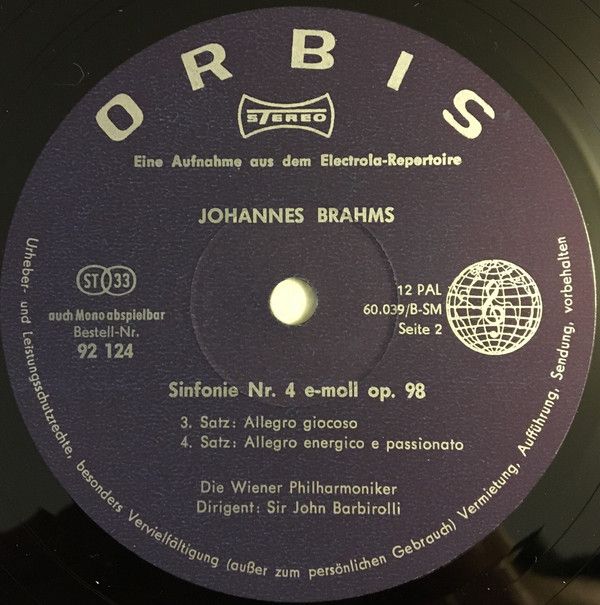 ORBIS
STEREO
Eine Aufnahme aus dem Electrola-Repertoire
JOHANNES BRAHMS
ST 33
auch Mono abspielbar
Bestell-Nr.
92 124
12 PAL
60.039/B-SM
Seite 2
Sinfonie Nr. 4 e-moll op. 98
3. Satz: Allegro giocoso
4. Satz: Allegro energico e passionato
Die Wiener Philharmoniker
Dirigent: Sir John Barbirolli
Urheber- und Leistungsschutzrechte, besonders Vervielfältigung (außer zum persönlichen Gebrauch) Vermietung, Aufführung, Sendung, vorbehalten